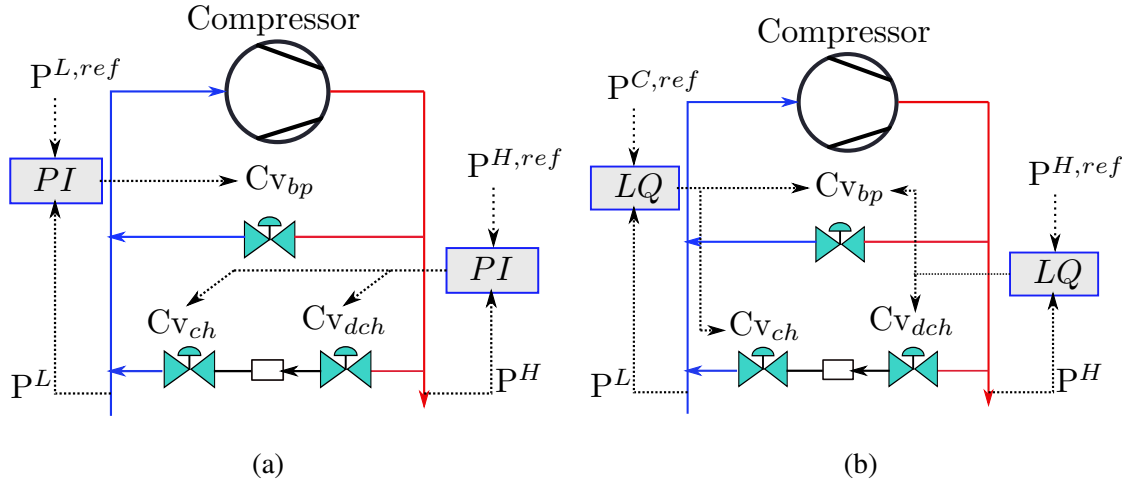 Compressor
P^{L,ref}
PI
Cv_{bp}
P^{H,ref}
PI
Cv_{ch}
Cv_{dch}
P^L
P^H
(a)
Compressor
P^{C,ref}
LQ
Cv_{bp}
P^{H,ref}
LQ
Cv_{ch}
Cv_{dch}
P^L
P^H
(b)